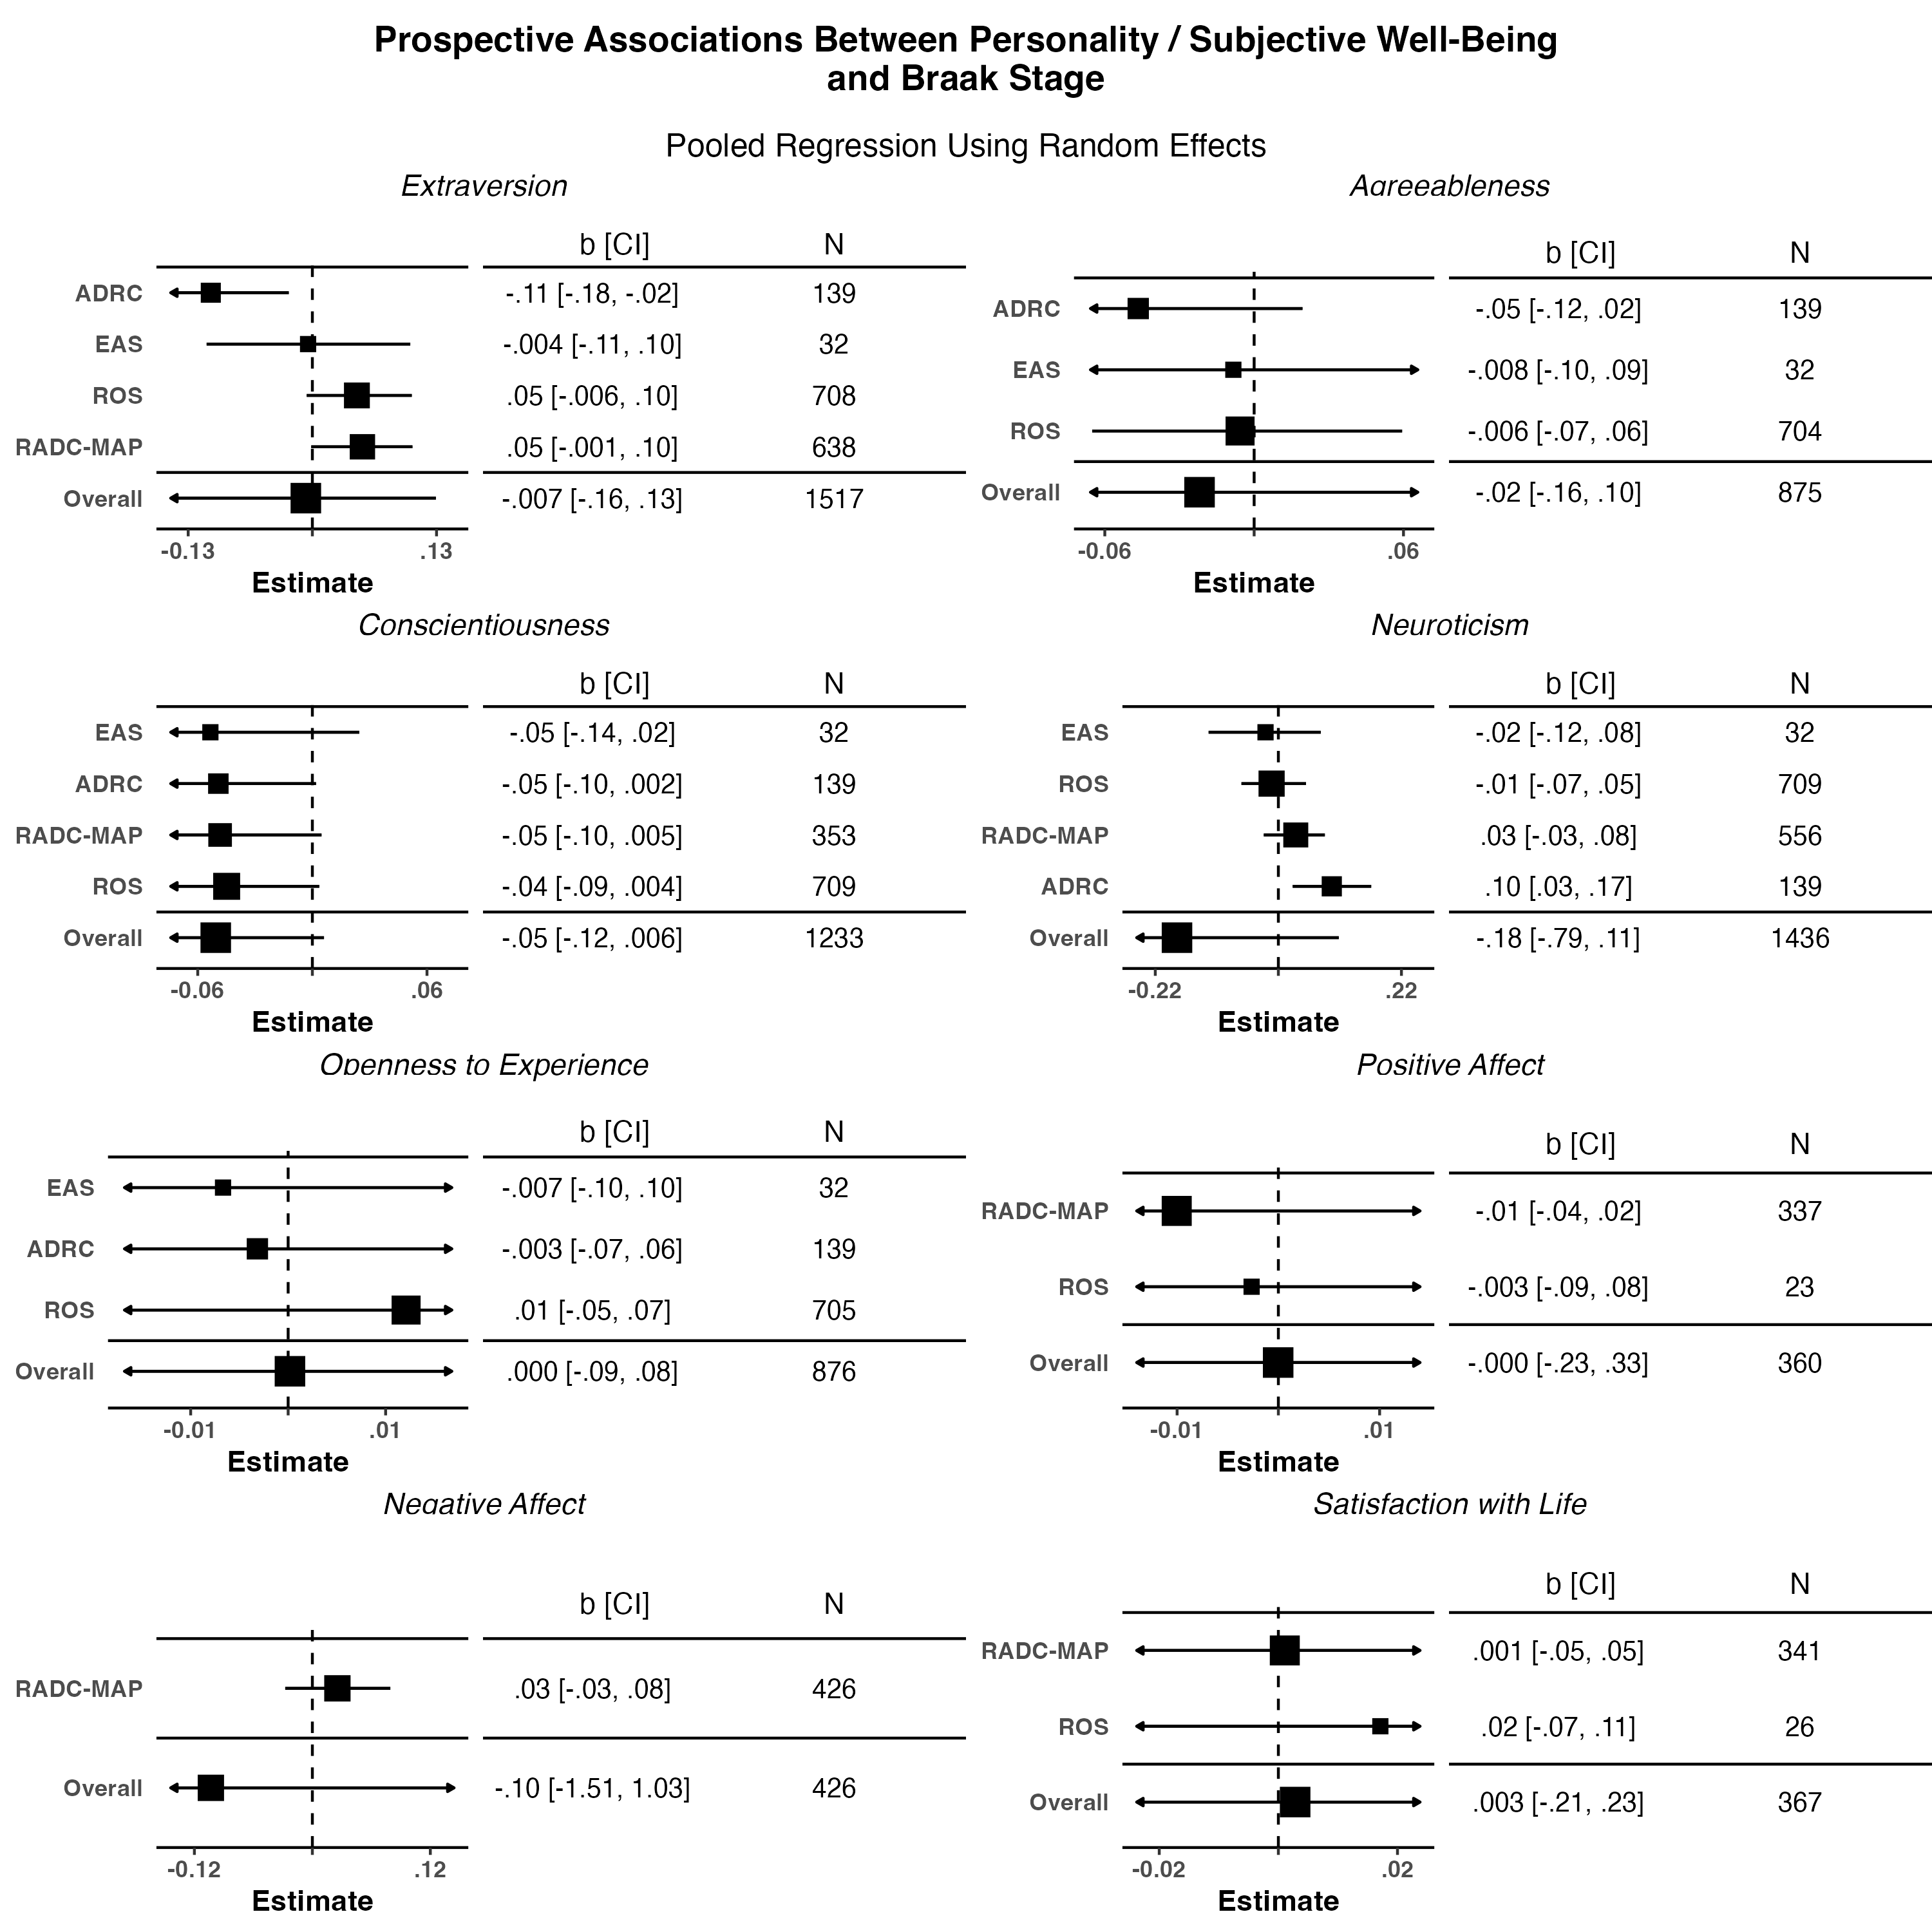 Prospective Associations Between Personality / Subjective Well-Being
and Braak Stage
Pooled Regression Using Random Effects
Extraversion
b [CI] N
ADRC -.11 [-.18, -.02] 139
EAS -.004 [-.11, .10] 32
ROS .05 [-.006, .10] 708
RADC-MAP .05 [-.001, .10] 638
Overall -.007 [-.16, .13] 1517
-0.13 .13
Estimate
Agreeableness
b [CI] N
ADRC -.05 [-.12, .02] 139
EAS -.008 [-.10, .09] 32
ROS -.006 [-.07, .06] 704
Overall -.02 [-.16, .10] 875
-0.06 .06
Estimate
Conscientiousness
b [CI] N
EAS -.05 [-.14, .02] 32
ADRC -.05 [-.10, .002] 139
RADC-MAP -.05 [-.10, .005] 353
ROS -.04 [-.09, .004] 709
Overall -.05 [-.12, .006] 1233
-0.06 .06
Estimate
Neuroticism
b [CI] N
EAS -.02 [-.12, .08] 32
ROS -.01 [-.07, .05] 709
RADC-MAP .03 [-.03, .08] 556
ADRC .10 [.03, .17] 139
Overall -.18 [-.79, .11] 1436
-0.22 .22
Estimate
Openness to Experience
b [CI] N
EAS -.007 [-.10, .10] 32
ADRC -.003 [-.07, .06] 139
ROS .01 [-.05, .07] 705
Overall .000 [-.09, .08] 876
-0.01 .01
Estimate
Positive Affect
b [CI] N
RADC-MAP -.01 [-.04, .02] 337
ROS -.003 [-.09, .08] 23
Overall -.000 [-.23, .33] 360
-0.01 .01
Estimate
Negative Affect
b [CI] N
RADC-MAP .03 [-.03, .08] 426
Overall -.10 [-1.51, 1.03] 426
-0.12 .12
Estimate
Satisfaction with Life
b [CI] N
RADC-MAP .001 [-.05, .05] 341
ROS .02 [-.07, .11] 26
Overall .003 [-.21, .23] 367
-0.02 .02
Estimate